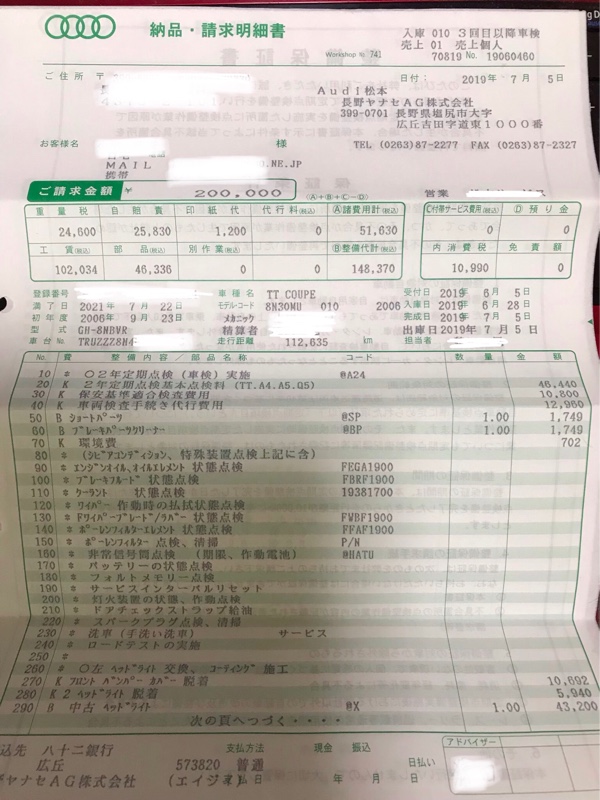 納品・請求明細書
入庫 010 3回目以降車検
売上 01 売上個人
Workshop № 741
70819 No. 19060460
日付: 2019年 7月 5日
ご住所 〒
Audi松本
長野ヤナセAG株式会社
399-0701 長野県塩尻市大字
広丘吉田字道東1000番
お客様名
TEL (0263)87-2277 FAX (0263)87-2327
MAIL .NE.JP
携帯
ご請求金額 ¥ 200,000 (A+B+C-D)
営業
重量税 自賠責 印紙代 代行料(税込) Ⓐ諸費用計(税込) Ⓒ付帯サービス費用(税込) Ⓓ預り金
24,600 25,830 1,200 0 51,630 0 0
工賃(税込) 部品(税込) 別作業(税込) Ⓑ整備代計(税込) 内消費税 免責額
102,034 46,336 0 0 148,370 10,990 0
登録番号 車種名 TT COUPE 受付日 2019年 6月 5日
満了日 2021年 7月 22日 モデル・コード 8N30MU 010 2006 入庫日 2019年 6月 28日
初年度 2006年 9月 23日 メカニック 完成日 2019年 7月 5日
型式 GH-8NBVR 精算者 出庫日 2019年 7月 5日
車台No. TRUZZZ8N4 走行距離 112,635 km 担当者
No. 費 整備内容/部品名称 コード 数量 金額
10 * 02年定期点検(車検)実施 @A24
20 K 2年定期点検基本点検料(TT.A4.A5.Q5) 46,440
30 K 保安基準適合検査費用 10,800
40 K 車両検査手続き代行費用 12,960
50 B ショートパーツ @SP 1.00 1,749
60 B ブレーキパーツクリーナー @BP 1.00 1,749
70 K 環境費 702
80 * (シビアコンディション、特殊装置点検上記に含)
90 * エンジンオイル、オイルエレメント 状態点検 FEGA1900
100 * ブレーキフルード 状態点検 FBRF1900
110 * クーラント 状態点検 19381700
120 * ワイパー 作動時の払拭状態点検
130 * Fワイパーブレード/ラバー 状態点検 FWBF1900
140 * ポーレンフィルターエレメント 状態点検 FFAF1900
150 * ポーレンフィルター 点検、清掃 P/N
160 * 非常信号筒点検 (期限、作動電池) @HATU
170 * バッテリーの状態点検
180 * フォルトメモリー点検
190 * サービスインターバルリセット
200 * 灯火装置の状態、作動点検
210 * ドアチェックストラップ給油
220 * スパークプラグ点検、清掃
230 * 洗車(手洗い洗車) サービス
240 * ロードテストの実施
250 *
260 * ○左 ヘッドライト 交換、 コーディング 施工
270 K フロント バンパー カバー 脱着 10,692
280 K 2 ヘッドライト 脱着 5,940
290 B 中古 ヘッドライト @X 1.00 43,200
次の頁へつづく・・・・
込先 八十二銀行 支払方法 現金 振込 アドバイザー
広丘 573820 普通 日払い
ヤナセAG株式会社 (エイジ 払日 年 月 日